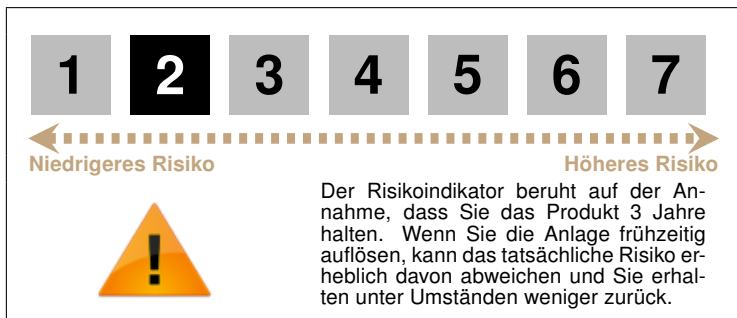 1 2 3 4 5 6 7
Niedrigeres Risiko Höheres Risiko
!
Der Risikoindikator beruht auf der An-
nahme, dass Sie das Produkt 3 Jahre
halten. Wenn Sie die Anlage frühzeitig
auflösen, kann das tatsächliche Risiko er-
heblich davon abweichen und Sie erhal-
ten unter Umständen weniger zurück.